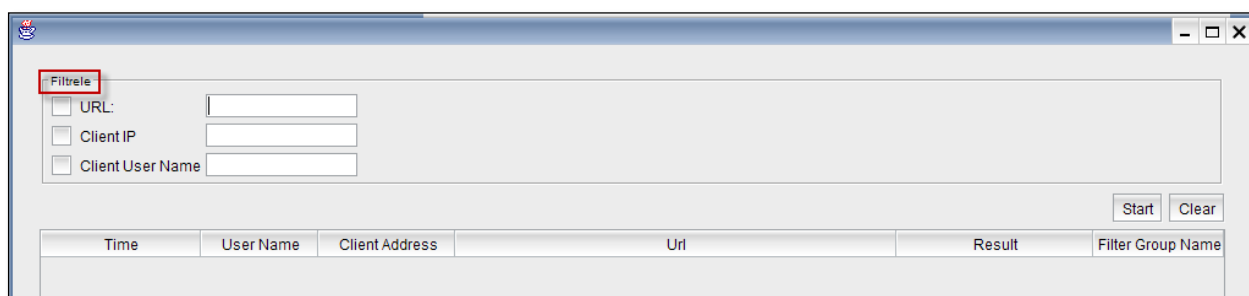 Filtrele
URL:
Client IP
Client User Name
Start Clear
Time User Name Client Address Url Result Filter Group Name